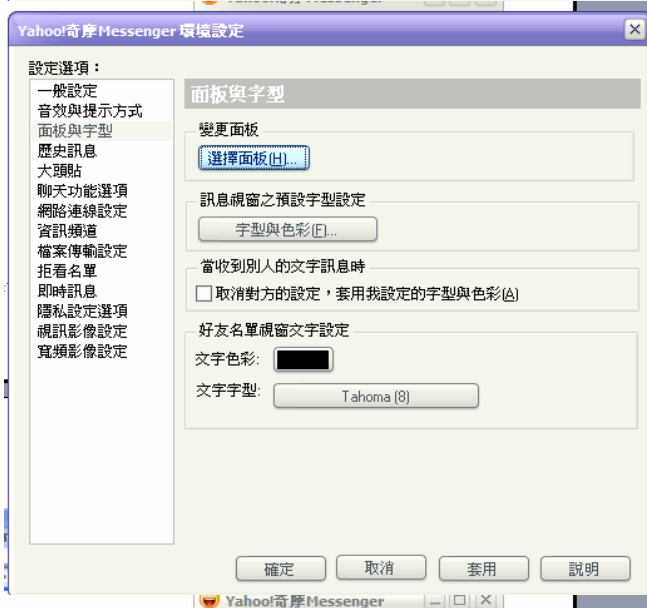 Yahoo!奇摩Messenger 環境設定
設定選項：
一般設定
音效與提示方式
面板與字型
歷史訊息
大頭貼
聊天功能選項
網路連線設定
資訊頻道
檔案傳輸設定
拒看名單
即時訊息
隱私設定選項
視訊影像設定
寬頻影像設定
面板與字型
變更面板
選擇面板(H)...
訊息視窗之預設字型設定
字型與色彩(F)...
當收到別人的文字訊息時
取消對方的設定，套用我設定的字型與色彩(A)
好友名單視窗文字設定
文字色彩:
文字字型:
Tahoma (8)
確定
取消
套用
說明
Yahoo!奇摩Messenger